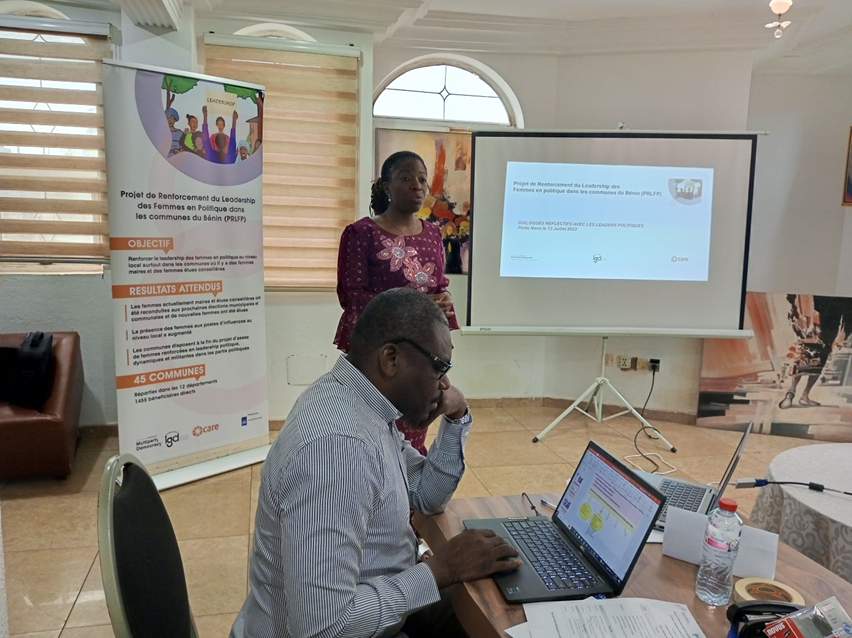 LEADERSHIP
Projet de Renforcement du Leadership
des Femmes en Politique dans
les communes du Bénin (PRLFP)
OBJECTIF
Renforcer le leadership des femmes en politique au niveau
local surtout dans les communes où il y a des femmes
maires et des femmes élues conseillères
RESULTATS ATTENDUS
Les femmes actuellement maires et élues conseillères ont
été reconduites aux prochaines élections municipales et
communales et de nouvelles femmes ont été élues
La présence des femmes aux postes d'influences au
niveau local a augmenté
Les communes disposent à la fin du projet d'assez
de femmes renforcées en leadership politique,
dynamiques et militantes dans les partis politiques
45 COMMUNES
Réparties dans les 12 départements
1455 bénéficiaires directs
Multiparty
Democracy
igd
care
Projet de Renforcement du Leadership des
Femmes en politique dans les communes du Bénin (PRLFP)
DIALOGUES REFLECTIFS AVEC LES LEADERS POLITIQUES
Porto-Novo le 13 Juillet 2023
igd
care